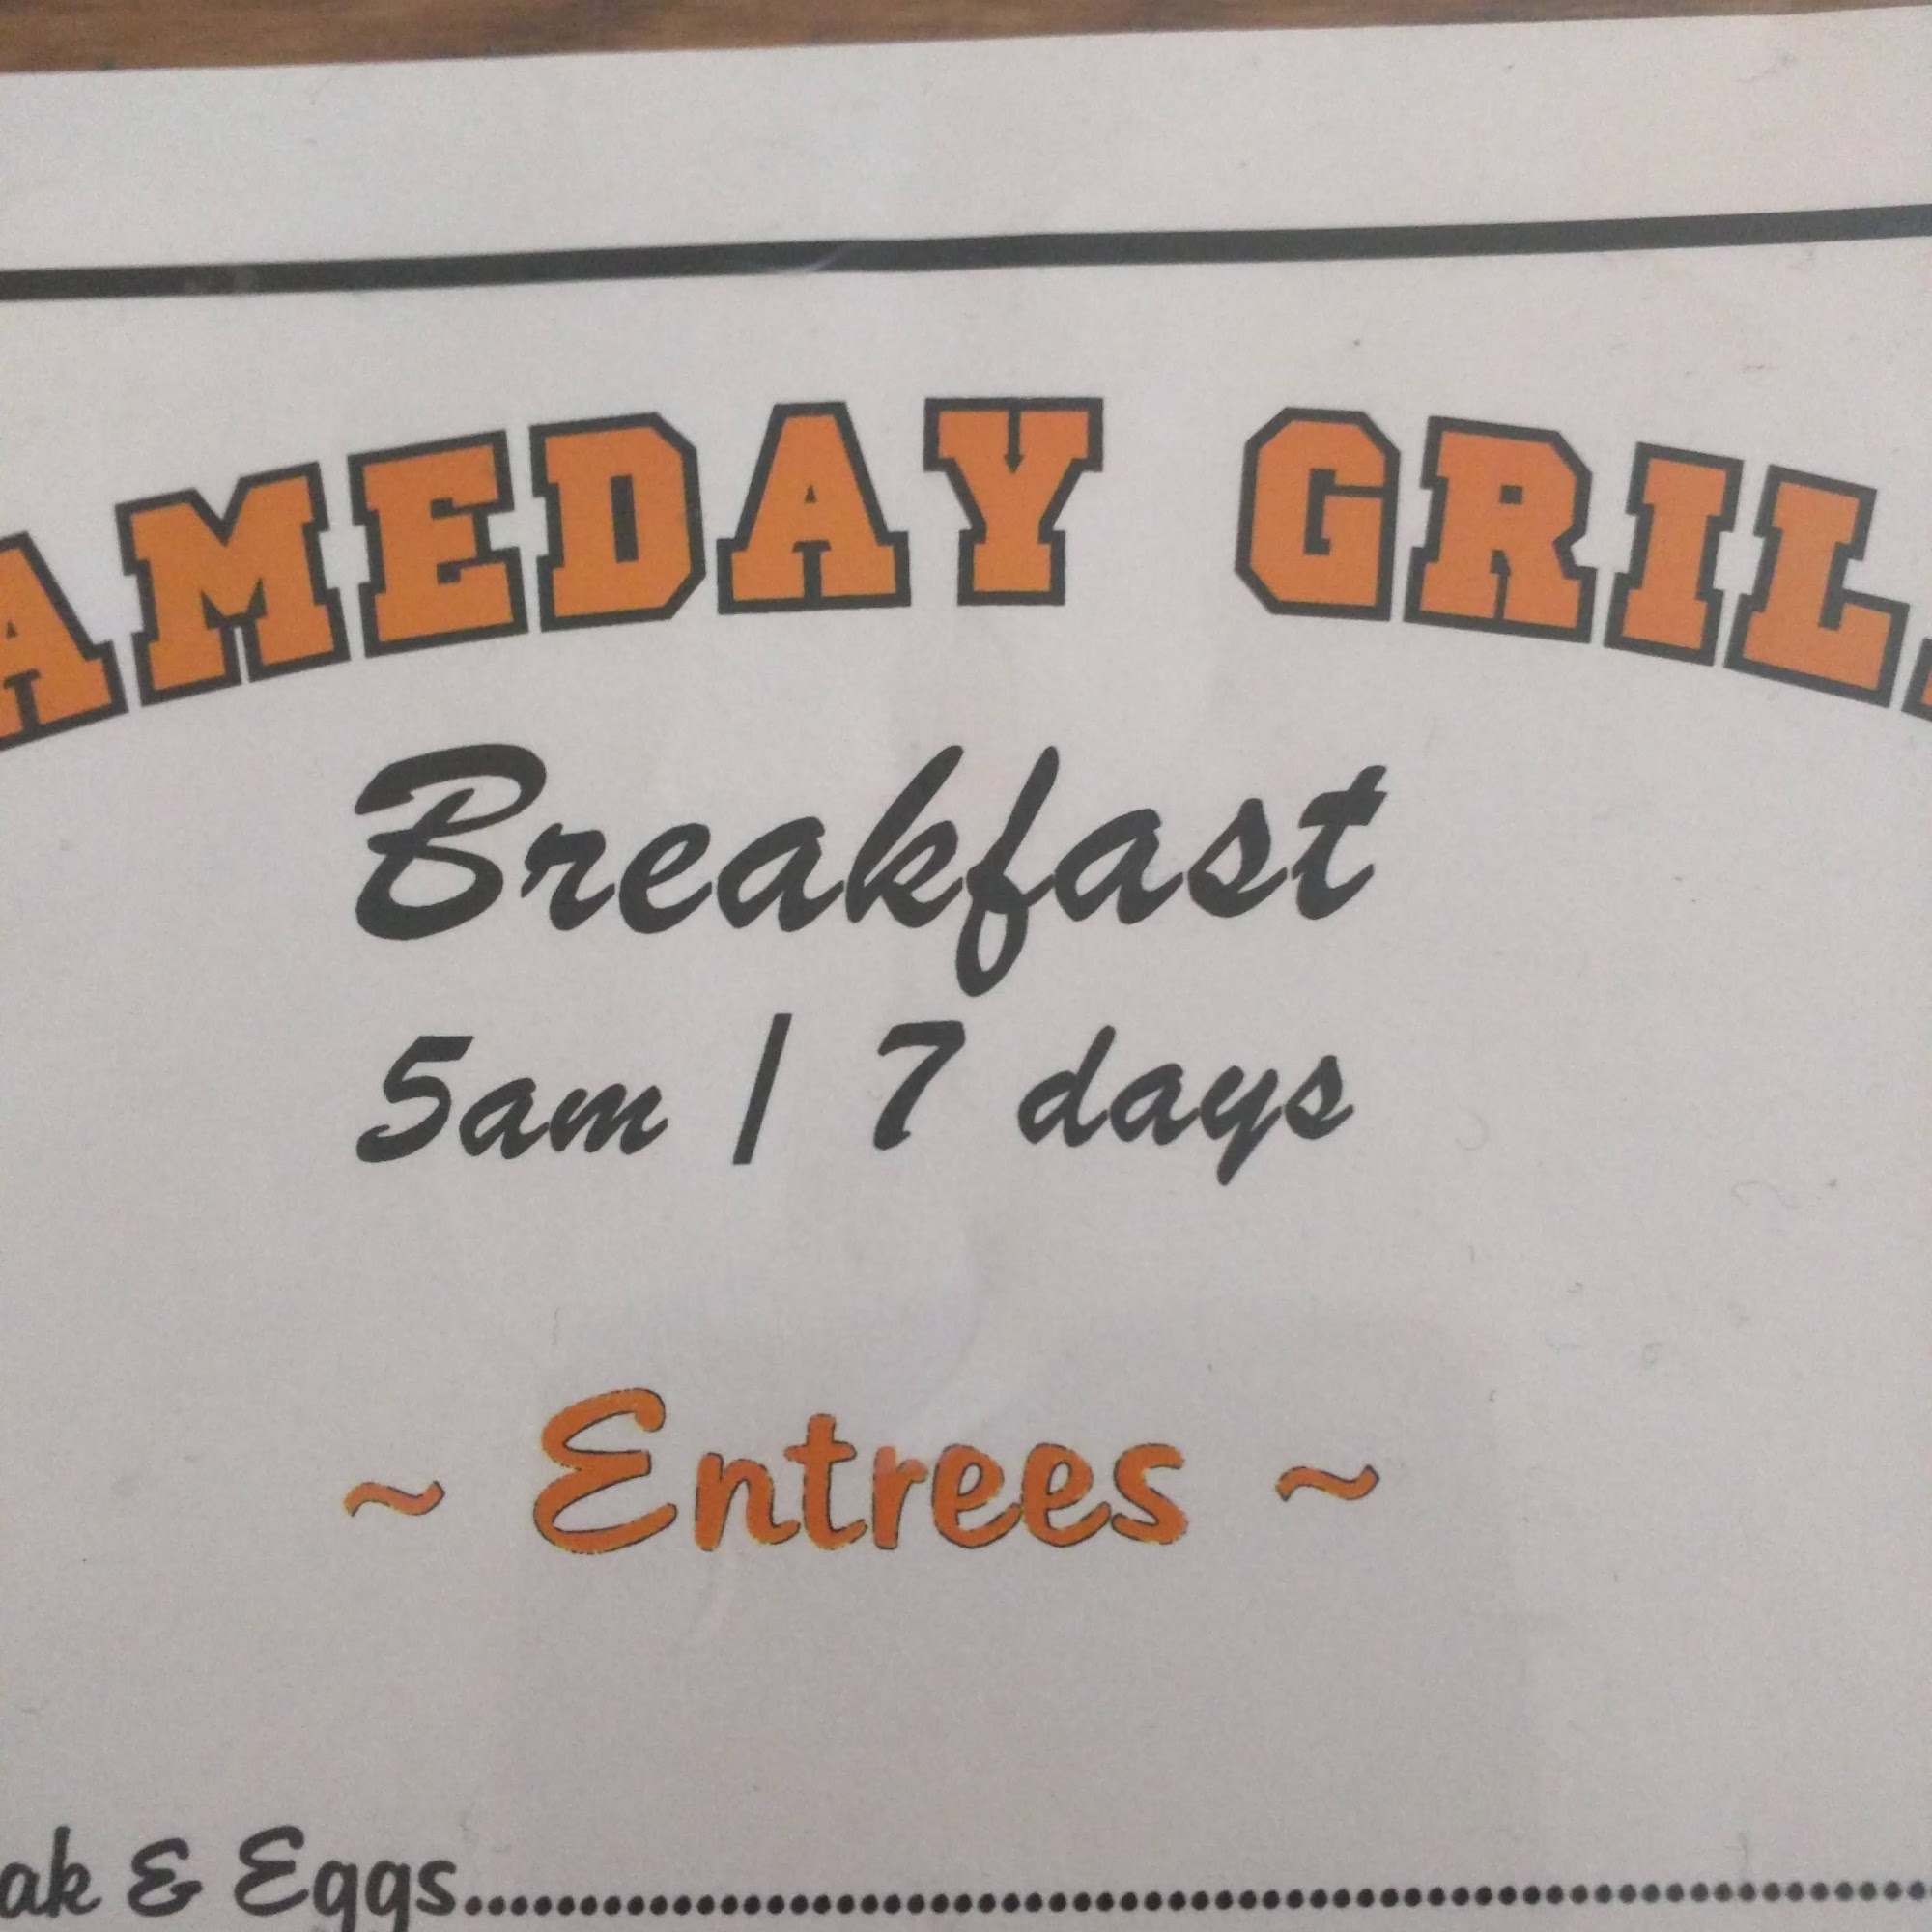 AMEDAY GRIL
Breakfast
5am / 7 days
~ Entrees ~
ak & Eggs..............................................